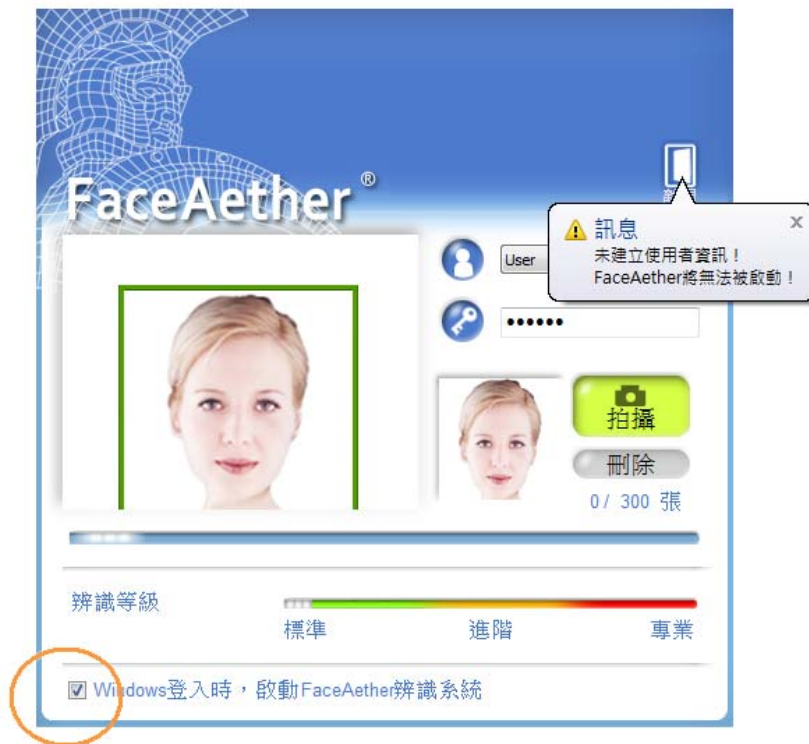 FaceAether®
訊息
未建立使用者資訊！
FaceAether將無法被啟動！
User
拍攝
刪除
0 / 300 張
辨識等級
標準
進階
專業
Windows登入時，啟動FaceAether辨識系統